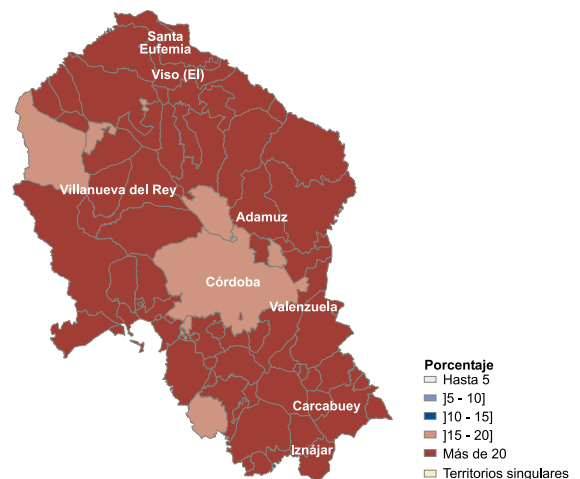 Santa
Eufemia
Viso (El)
Villanueva del Rey
Adamuz
Córdoba
Valenzuela
Carcabuey
Iznájar
Porcentaje
Hasta 5
]5 - 10]
]10 - 15]
]15 - 20]
Más de 20
Territorios singulares